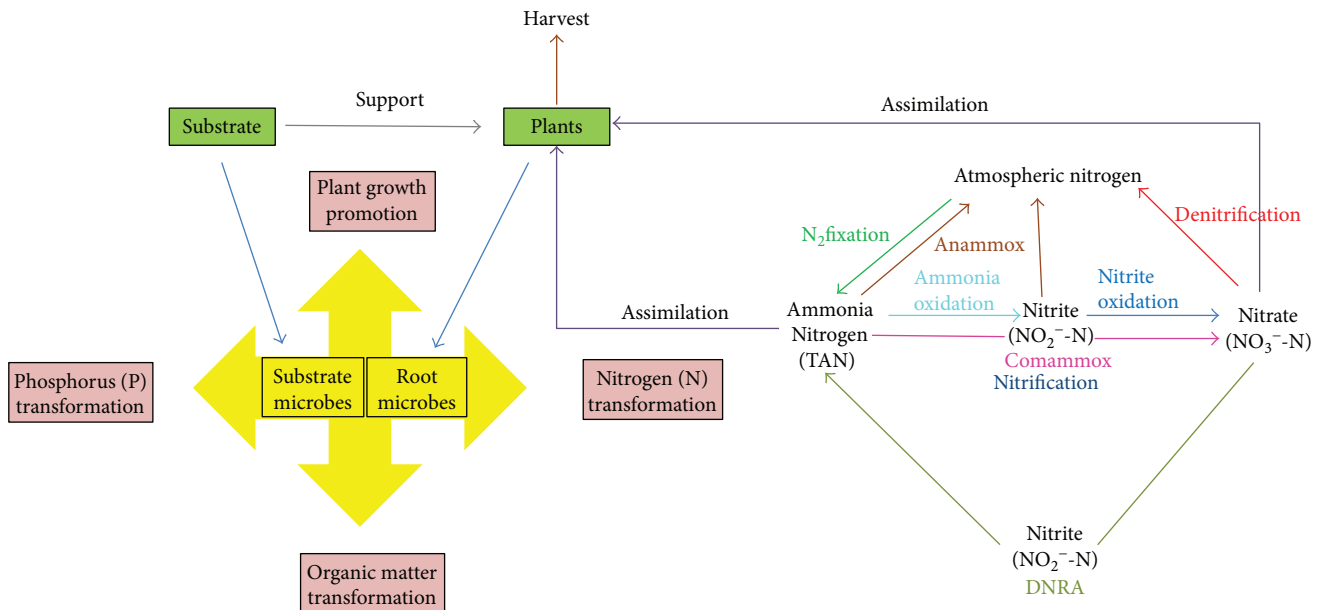 Harvest
Support
Substrate
Plants
Assimilation
Plant growth
promotion
Atmospheric nitrogen
Denitrification
N₂fixation
Anammox
Ammonia
oxidation
Nitrite
oxidation
Assimilation
Ammonia
Nitrogen
(TAN)
Nitrite
(NO₂⁻-N)
Nitrate
(NO₃⁻-N)
Comammox
Nitrification
Phosphorus (P)
transformation
Substrate
microbes
Root
microbes
Nitrogen (N)
transformation
Organic matter
transformation
Nitrite
(NO₂⁻-N)
DNRA